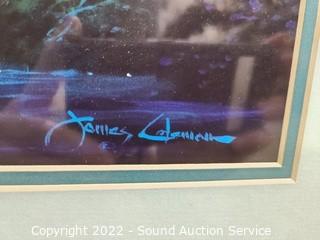 James Coleman
Copyright 2022 - Sound Auction Service